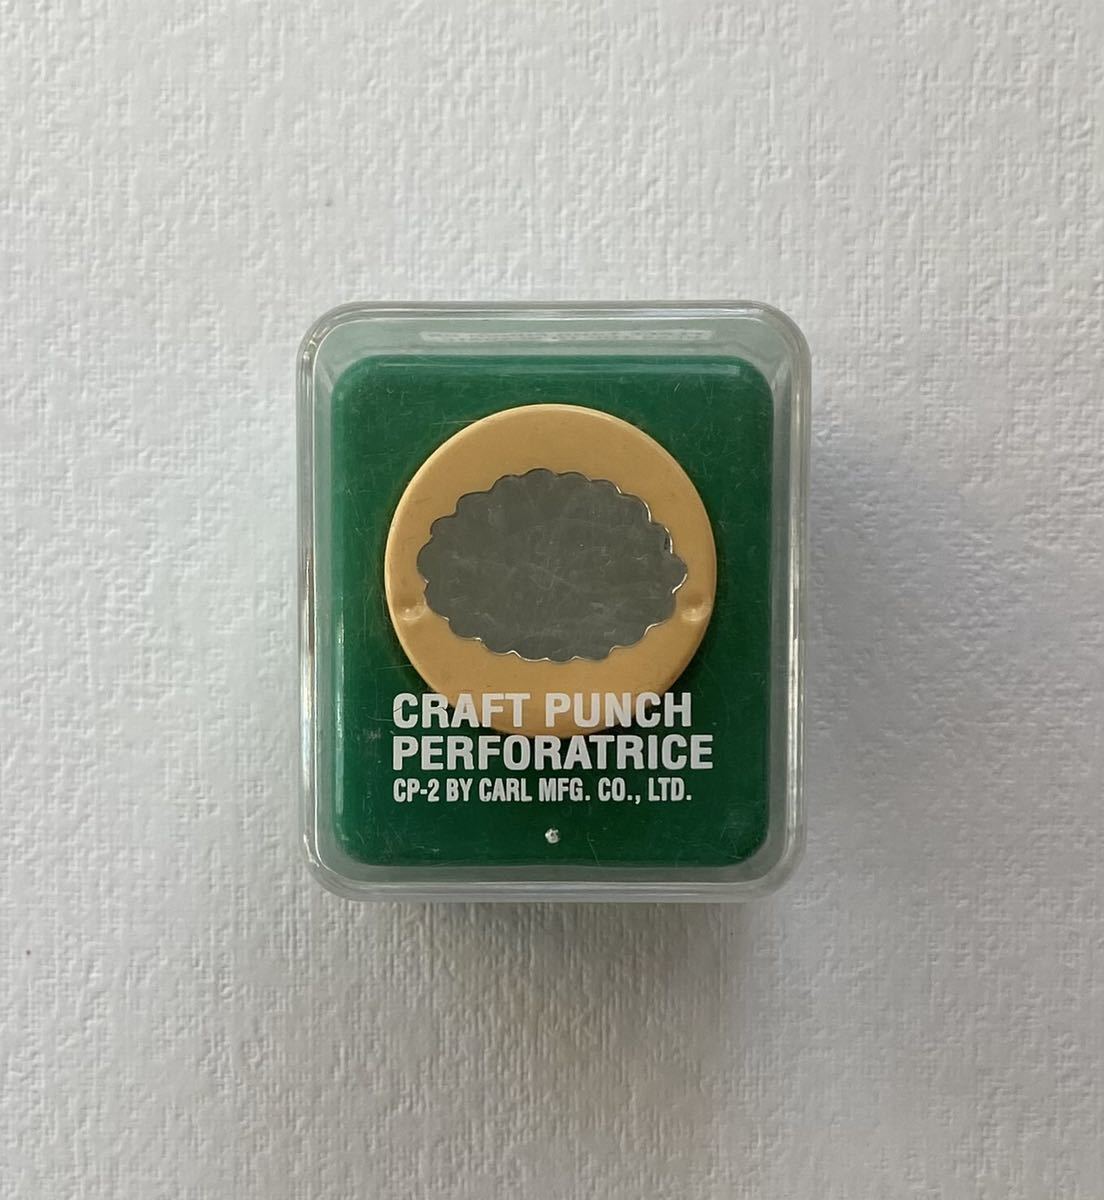 CRAFT PUNCH
PERFORATRICE
CP-2 BY CARL MFG. CO., LTD.